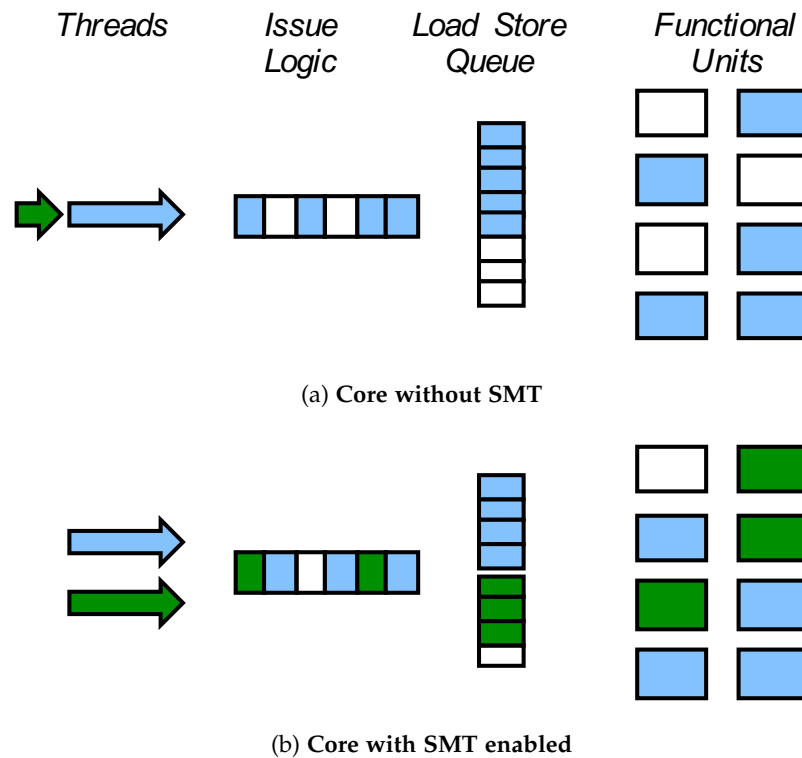 Threads
Issue
Logic
Load Store
Queue
Functional
Units
(a) Core without SMT
(b) Core with SMT enabled